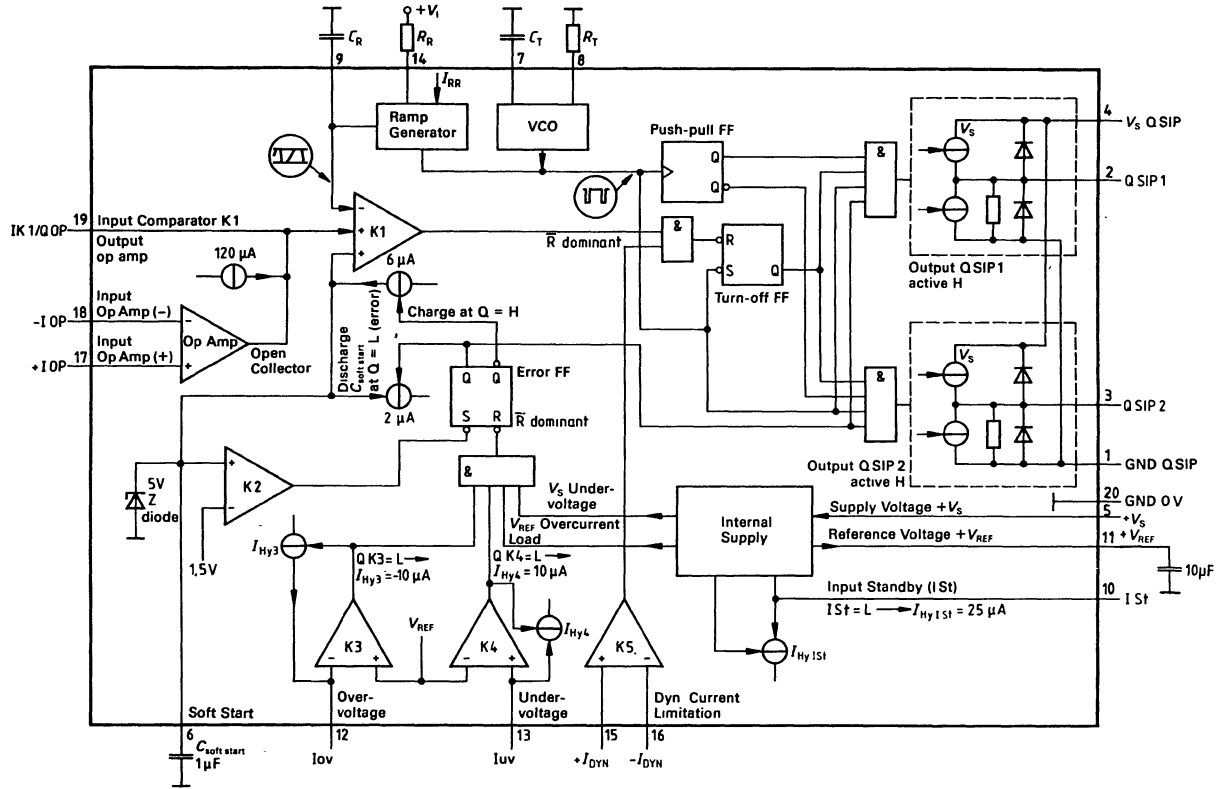 +V₁
C_R
R_R
C_T
R_T
9
14
7
8
I_RR
Ramp
Generator
VCO
Push-pull FF
Q
Q
&
4
V_S QSIP
V_S
2
QSIP1
19
Input Comparator K1
IK1/QOP
Output
op amp
-
+
+
K1
R̅ dominant
&
R
S
Q
Turn-off FF
Output QSIP1
active H
120 µA
6 µA
Charge at Q = H
18
Input
Op Amp (-)
-IOP
17
Input
Op Amp (+)
+IOP
-
+
Op Amp
Open
Collector
Discharge
C_soft start
at Q = L (error)
2 µA
Error FF
Q
Q
S
R
R̅ dominant
&
V_S
3
QSIP2
1
GND QSIP
Output QSIP2
active H
5V
Z
diode
+
-
K2
1,5V
&
V_S Under-
voltage
V_REF Overcurrent
Load
Internal
Supply
20
GND 0V
Supply Voltage +V_S
5
+V_S
Reference Voltage +V_REF
11
+V_REF
10µF
Input Standby (ISt)
10
ISt
ISt=L → I_Hy ISt = 25 µA
I_Hy ISt
I_Hy3
QK3=L →
I_Hy3=-10 µA
QK4=L →
I_Hy4= 10 µA
I_Hy4
V_REF
K3
-
+
K4
-
+
K5.
+
-
Soft Start
Over-
voltage
Under-
voltage
Dyn Current
Limitation
6
12
13
15
16
C_soft start
1µF
Iov
Iuv
+I_DYN
-I_DYN